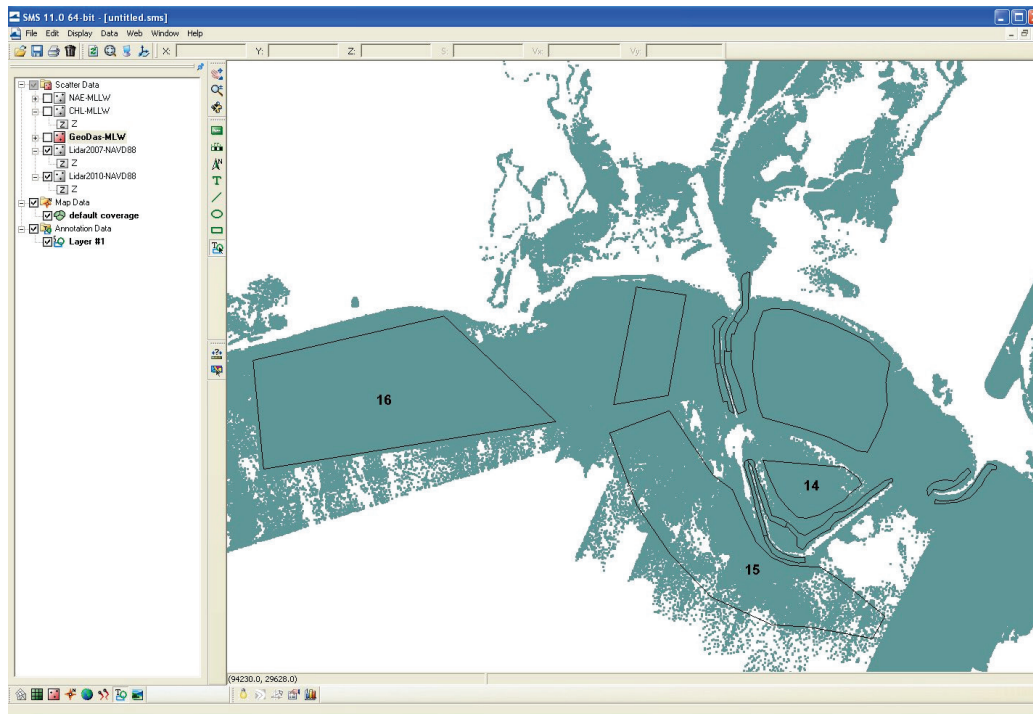 SMS 11.0 64-bit - [untitled.sms]
File Edit Display Data Web Window Help
X: Y: Z: S: Vx: Vy:
Scatter Data
NAE-MLLW
CHL-MLLW
Z
GeoDas-MLW
Lidar2007-NAVD88
Z
Lidar2010-NAVD88
Z
Map Data
default coverage
Annotation Data
Layer #1
16
14
15
(94230.0, 29628.0)